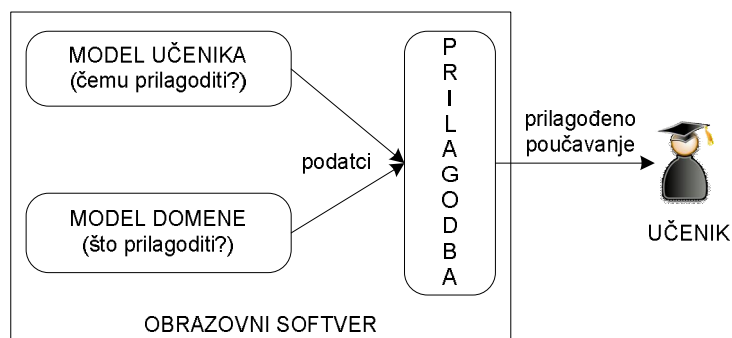 MODEL UČENIKA
(čemu prilagoditi?)
podatci
MODEL DOMENE
(što prilagoditi?)
P
R
I
L
A
G
O
D
B
A
OBRAZOVNI SOFTVER
prilagođeno
poučavanje
UČENIK